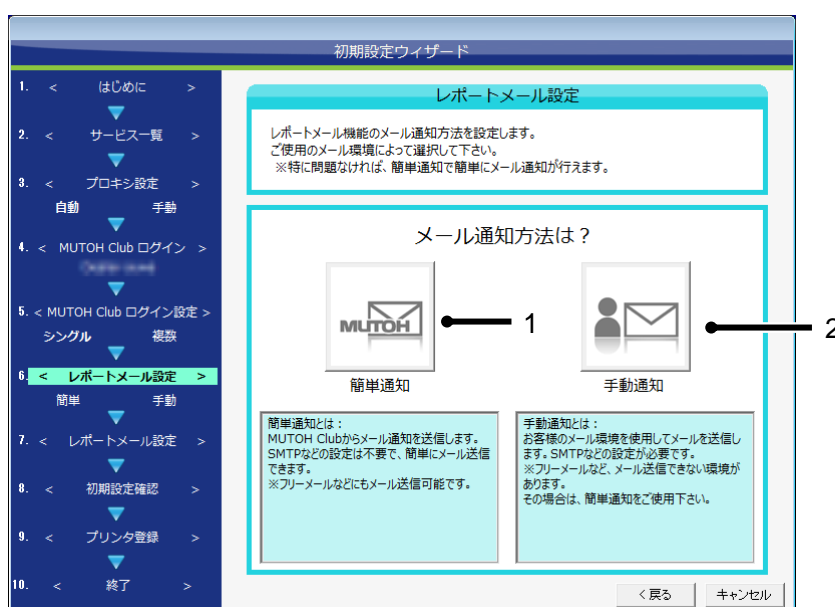 初期設定ウィザード
1. < はじめに >
2. < サービス一覧 >
3. < プロキシ設定 >
自動 手動
4. < MUTOH Club ログイン >
5. < MUTOH Club ログイン設定 >
シングル 複数
6. < レポートメール設定 >
簡単 手動
7. < レポートメール設定 >
8. < 初期設定確認 >
9. < プリンタ登録 >
10. < 終了 >
レポートメール設定
レポートメール機能のメール通知方法を設定します。
ご使用のメール環境によって選択して下さい。
※特に問題なければ、簡単通知で簡単にメール通知が行えます。
メール通知方法は？
MUTOH
1
2
簡単通知
手動通知
簡単通知とは：
MUTOH Clubからメール通知を送信します。
SMTPなどの設定は不要で、簡単にメール送信
できます。
※フリーメールなどにもメール送信可能です。
手動通知とは：
お客様のメール環境を使用してメールを送信し
ます。SMTPなどの設定が必要です。
※フリーメールなど、メール送信できない環境が
あります。
その場合は、簡単通知をご使用下さい。
< 戻る
キャンセル